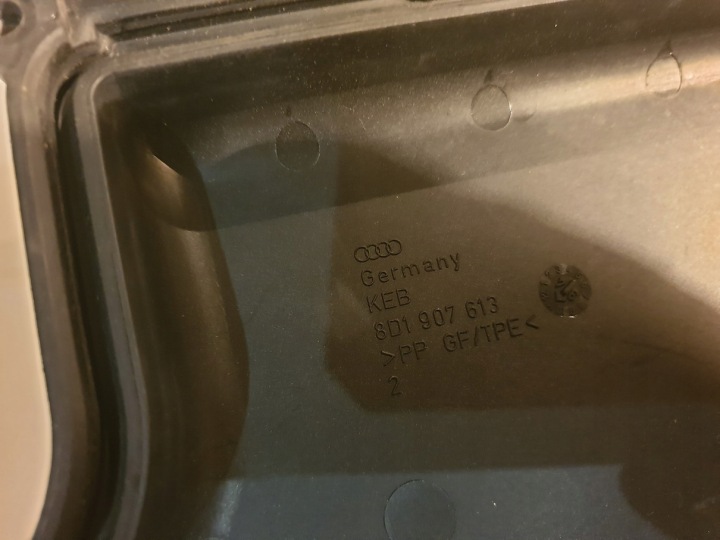 Germany
KEB
8D1 907 613
>PP GF/TPE<
2